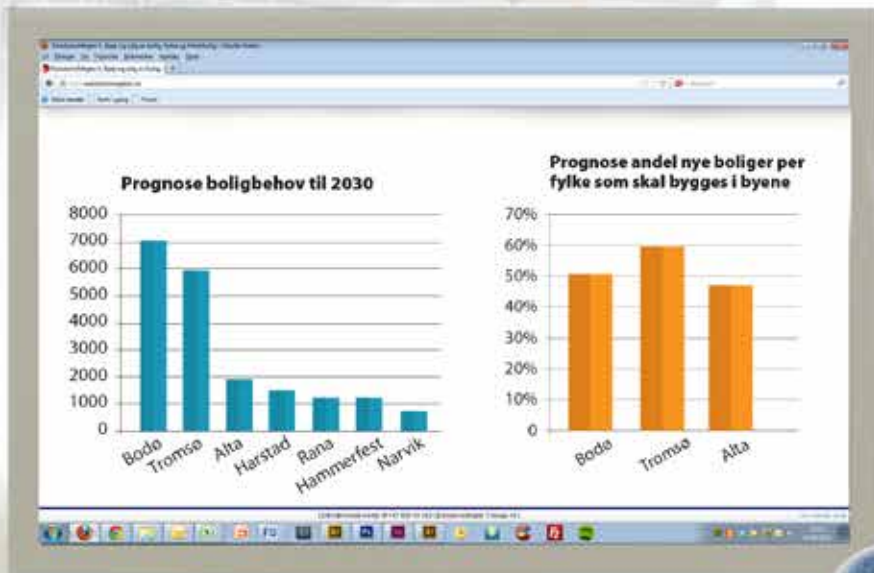 Prognose boligbehov til 2030
8000
7000
6000
5000
4000
3000
2000
1000
0
Bodø
Tromsø
Alta
Harstad
Rana
Hammerfest
Narvik
Prognose andel nye boliger per
fylke som skal bygges i byene
70%
60%
50%
40%
30%
20%
10%
0
Bodø
Tromsø
Alta